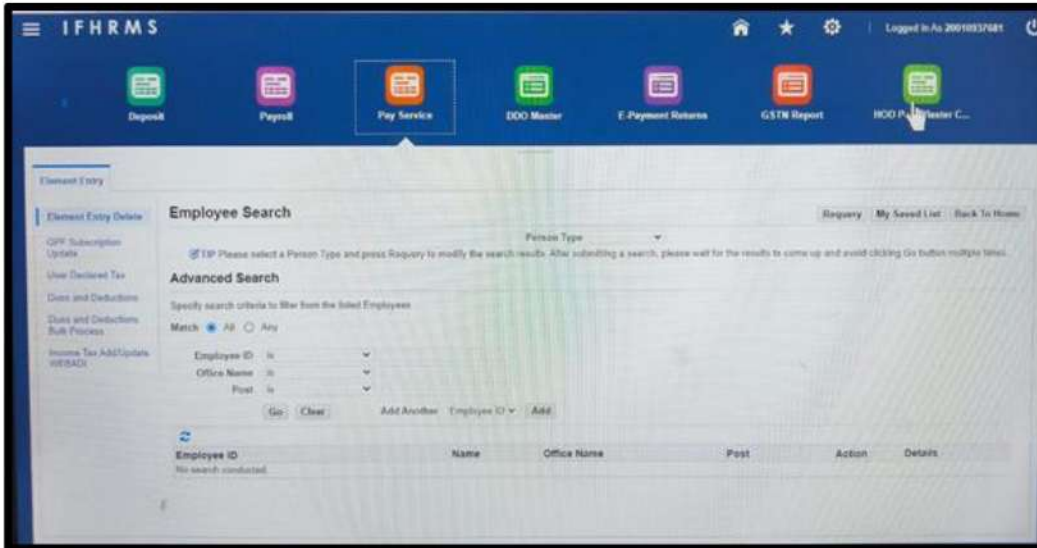 IFHRMS
Logged In As 20010937681
Deposit
Payroll
Pay Service
DDO Master
E-Payment Returns
GSTN Report
HOD Master C...
Element Entry
Element Entry Delete
GPF Subscription
Update
User Declared Tax
Dues and Deductions
Dues and Deductions
Bulk Process
Income Tax Add/Update
WEBADI
Employee Search
Requery My Saved List Back To Home
Person Type
TIP Please select a Person Type and press Requery to modify the search results. After submitting a search, please wait for the results to come up and avoid clicking Go button multiple times.
Advanced Search
Specify search criteria to filter from the listed Employees
Match All Any
Employee ID is
Office Name is
Post is
Go Clear Add Another Employee ID Add
Employee ID Name Office Name Post Action Details
No search conducted.